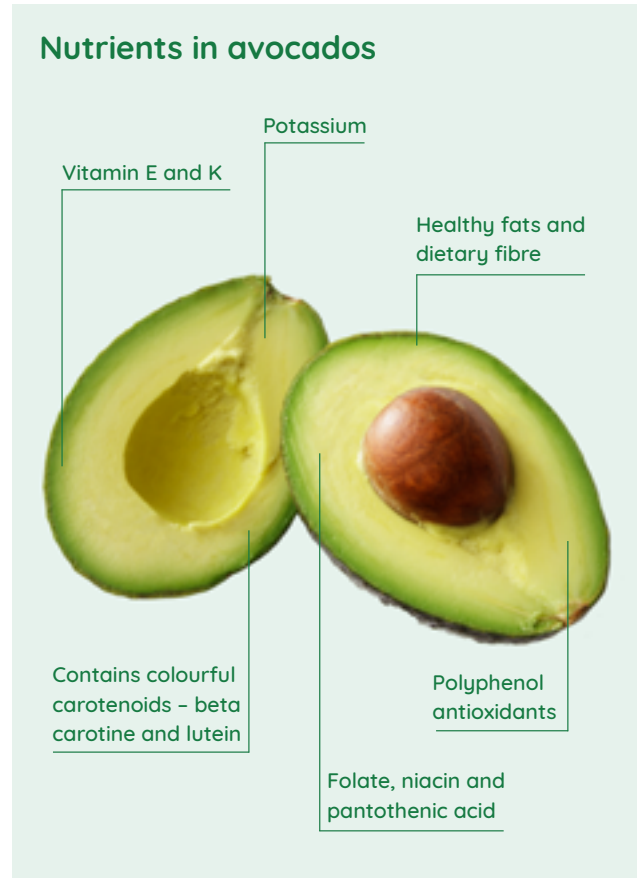 Nutrients in avocados
Potassium
Vitamin E and K
Healthy fats and
dietary fibre
Contains colourful
carotenoids – beta
carotine and lutein
Polyphenol
antioxidants
Folate, niacin and
pantothenic acid